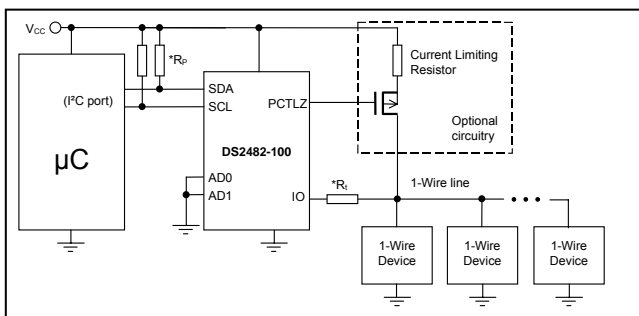 VCC
*RP
(I²C port)
µC
SDA
SCL
PCTLZ
DS2482-100
AD0
AD1
IO
*Rt
Current Limiting
Resistor
Optional
circuitry
1-Wire line
1-Wire
Device
1-Wire
Device
1-Wire
Device